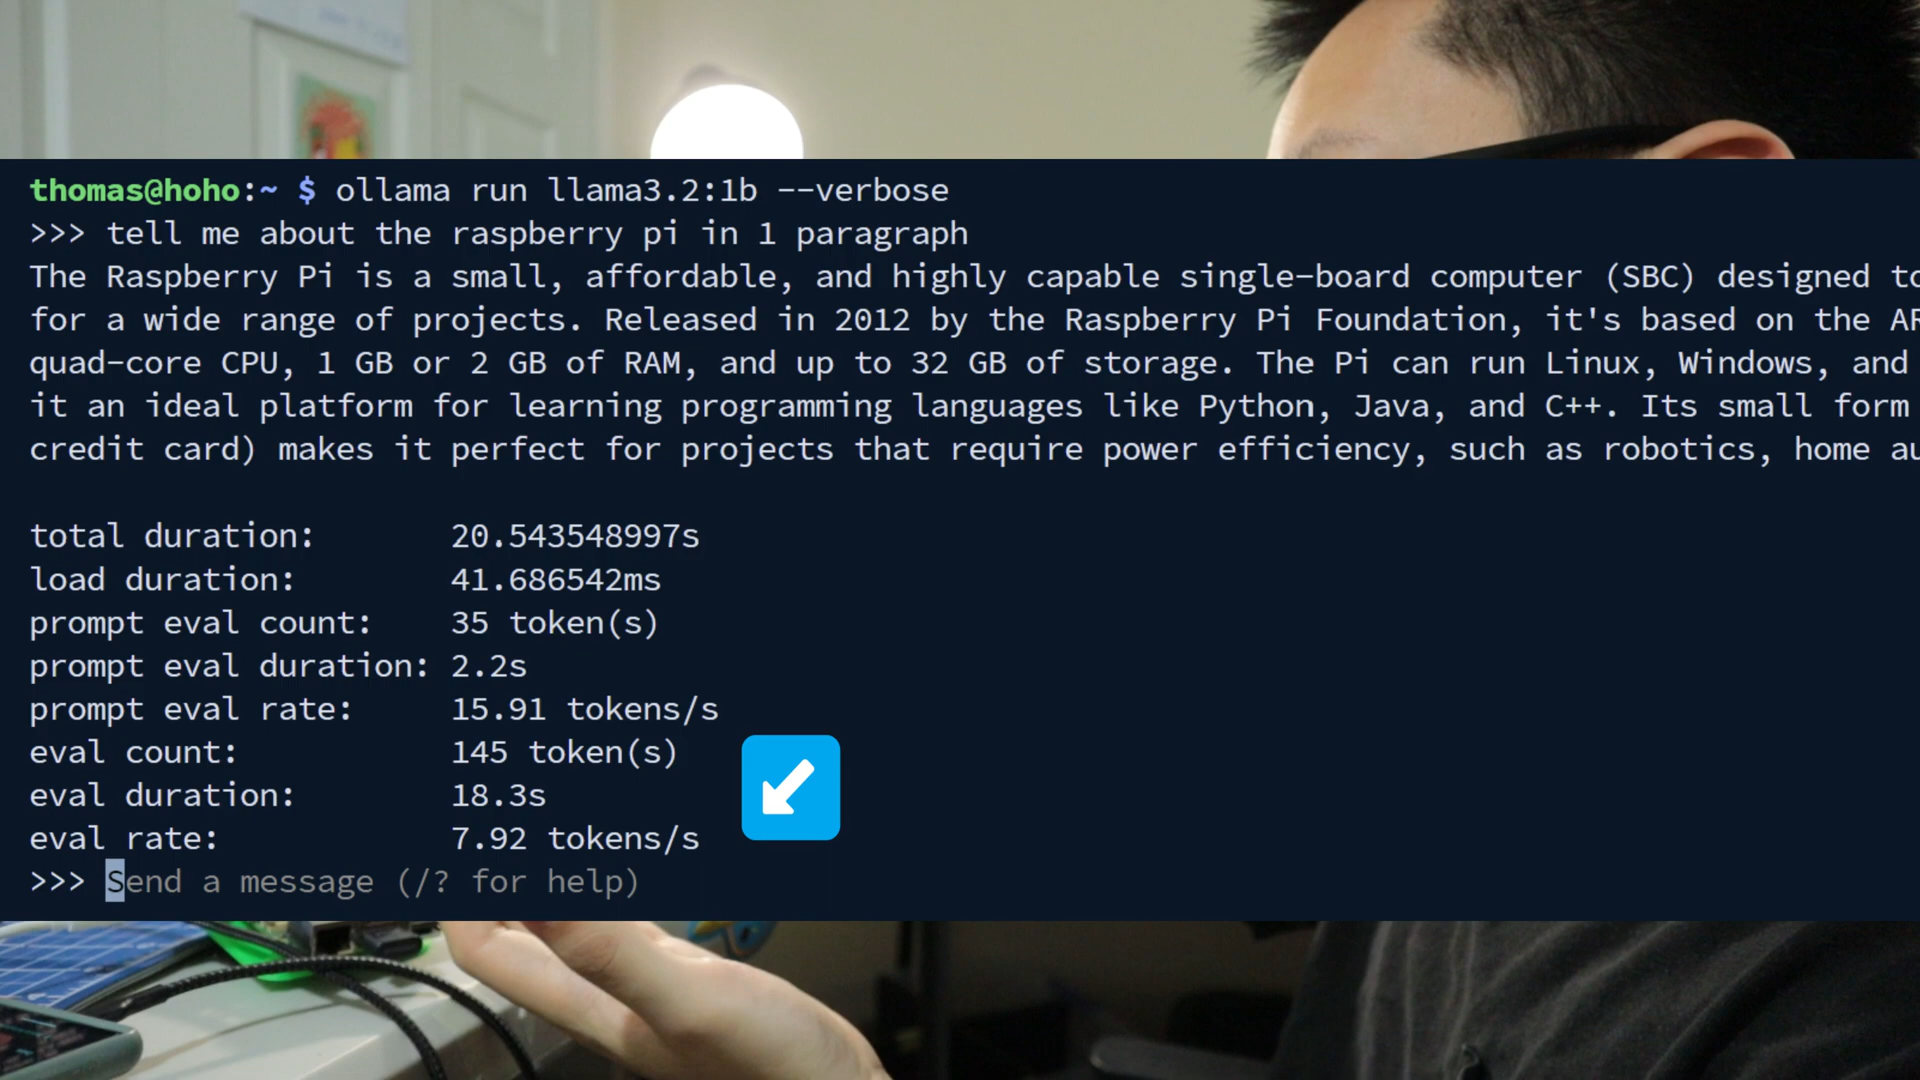 thomas@hoho:~ $ ollama run llama3.2:1b --verbose
>>> tell me about the raspberry pi in 1 paragraph
The Raspberry Pi is a small, affordable, and highly capable single-board computer (SBC) designed
for a wide range of projects. Released in 2012 by the Raspberry Pi Foundation, it's based on the
quad-core CPU, 1 GB or 2 GB of RAM, and up to 32 GB of storage. The Pi can run Linux, Windows, and
it an ideal platform for learning programming languages like Python, Java, and C++. Its small form
credit card) makes it perfect for projects that require power efficiency, such as robotics, home
total duration: 20.543548997s
load duration: 41.686542ms
prompt eval count: 35 token(s)
prompt eval duration: 2.2s
prompt eval rate: 15.91 tokens/s
eval count: 145 token(s)
eval duration: 18.3s
eval rate: 7.92 tokens/s
>>> Send a message (/? for help)